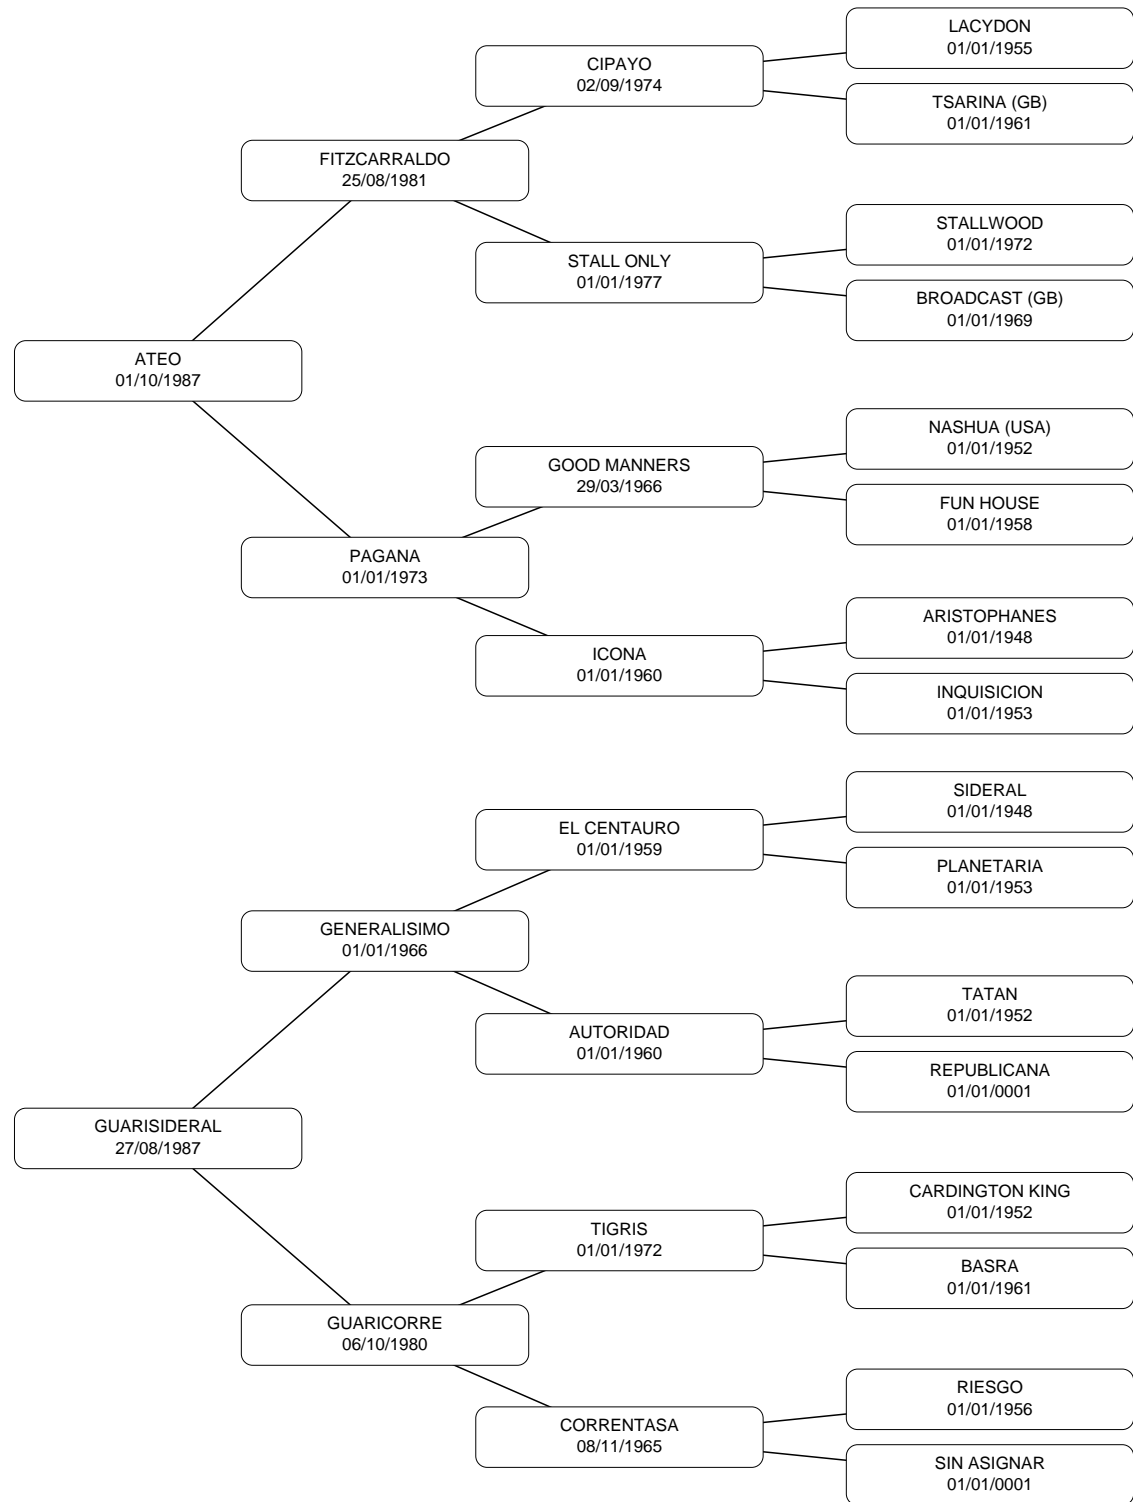 LACYDON
01/01/1955
CIPAYO
02/09/1974
TSARINA (GB)
01/01/1961
FITZCARRALDO
25/08/1981
STALLWOOD
01/01/1972
STALL ONLY
01/01/1977
BROADCAST (GB)
01/01/1969
ATEO
01/10/1987
NASHUA (USA)
01/01/1952
GOOD MANNERS
29/03/1966
FUN HOUSE
01/01/1958
PAGANA
01/01/1973
ARISTOPHANES
01/01/1948
ICONA
01/01/1960
INQUISICION
01/01/1953
SIDERAL
01/01/1948
EL CENTAURO
01/01/1959
PLANETARIA
01/01/1953
GENERALISIMO
01/01/1966
TATAN
01/01/1952
AUTORIDAD
01/01/1960
REPUBLICANA
01/01/0001
GUARISIDERAL
27/08/1987
CARDINGTON KING
01/01/1952
TIGRIS
01/01/1972
BASRA
01/01/1961
GUARICORRE
06/10/1980
RIESGO
01/01/1956
CORRENTASA
08/11/1965
SIN ASIGNAR
01/01/0001